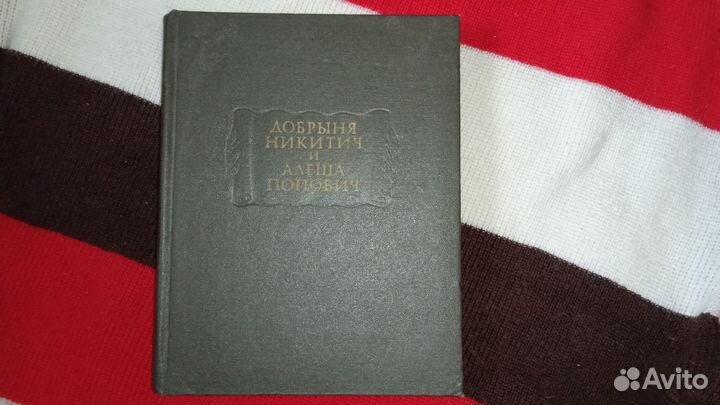 ДОБРЫНЯ
НИКИТИЧ
И
АЛЕША
ПОПОВИЧ
Avito